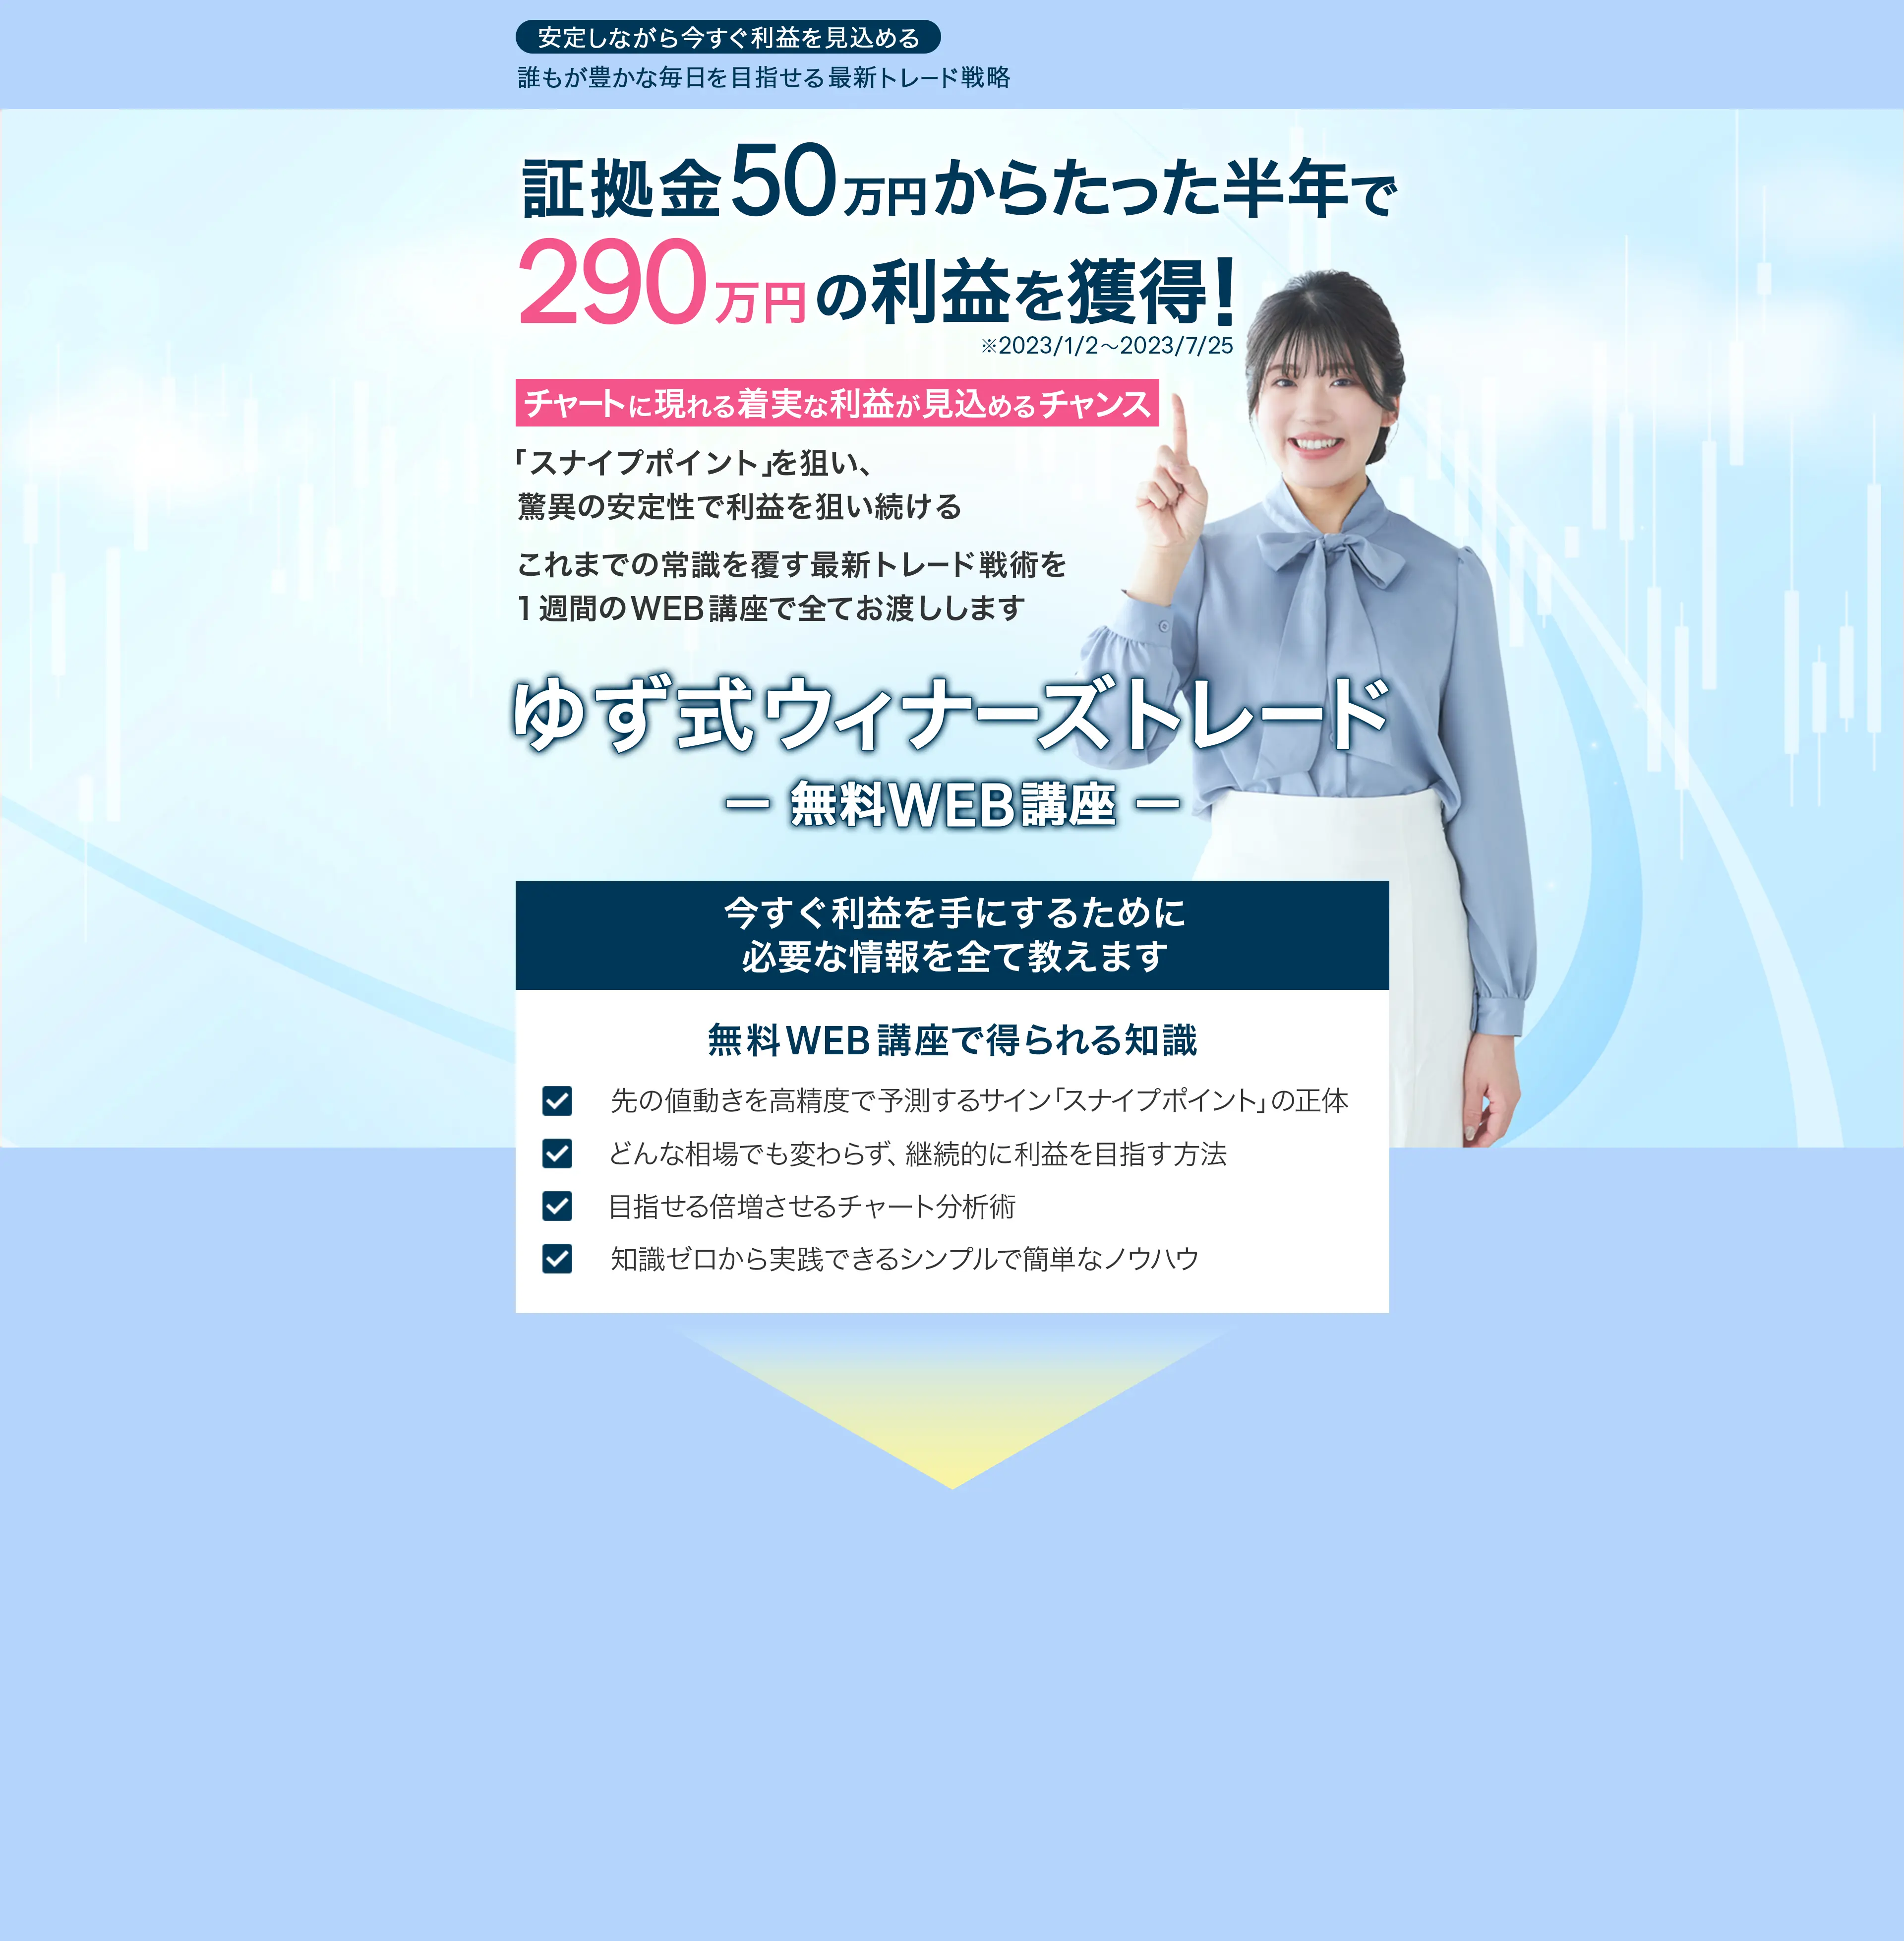 安定しながら今すぐ利益を見込める
誰もが豊かな毎日を目指せる最新トレード戦略
証拠金50万円からたった半年で
290万円の利益を獲得!
※2023/1/2～2023/7/25
チャートに現れる着実な利益が見込めるチャンス
「スナイプポイント」を狙い、
驚異の安定性で利益を狙い続ける
これまでの常識を覆す最新トレード戦術を
1週間のWEB講座で全てお渡しします
ゆず式ウィナーズトレード
ー 無料WEB講座 ー
今すぐ利益を手にするために
必要な情報を全て教えます
無料WEB講座で得られる知識
先の値動きを高精度で予測するサイン「スナイプポイント」の正体
どんな相場でも変わらず、継続的に利益を目指す方法
目指せる倍増させるチャート分析術
知識ゼロから実践できるシンプルで簡単なノウハウ